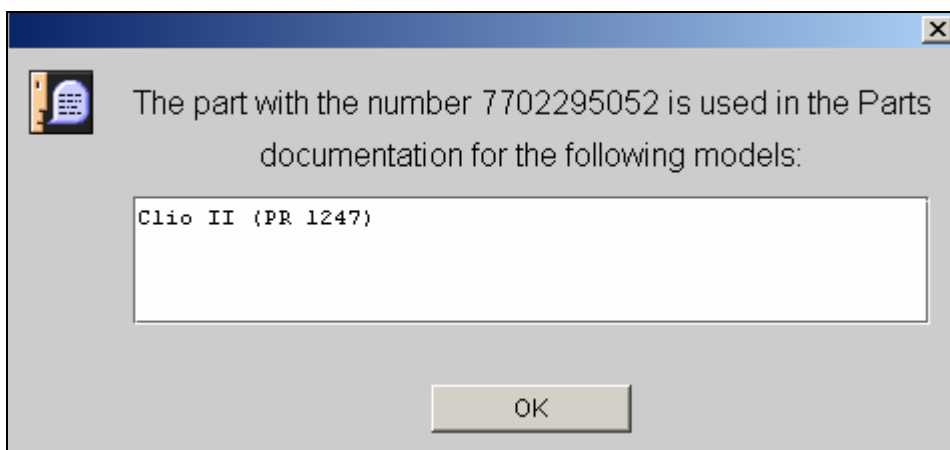 The part with the number 7702295052 is used in the Parts
documentation for the following models:
Clio II (PR 1247)
OK